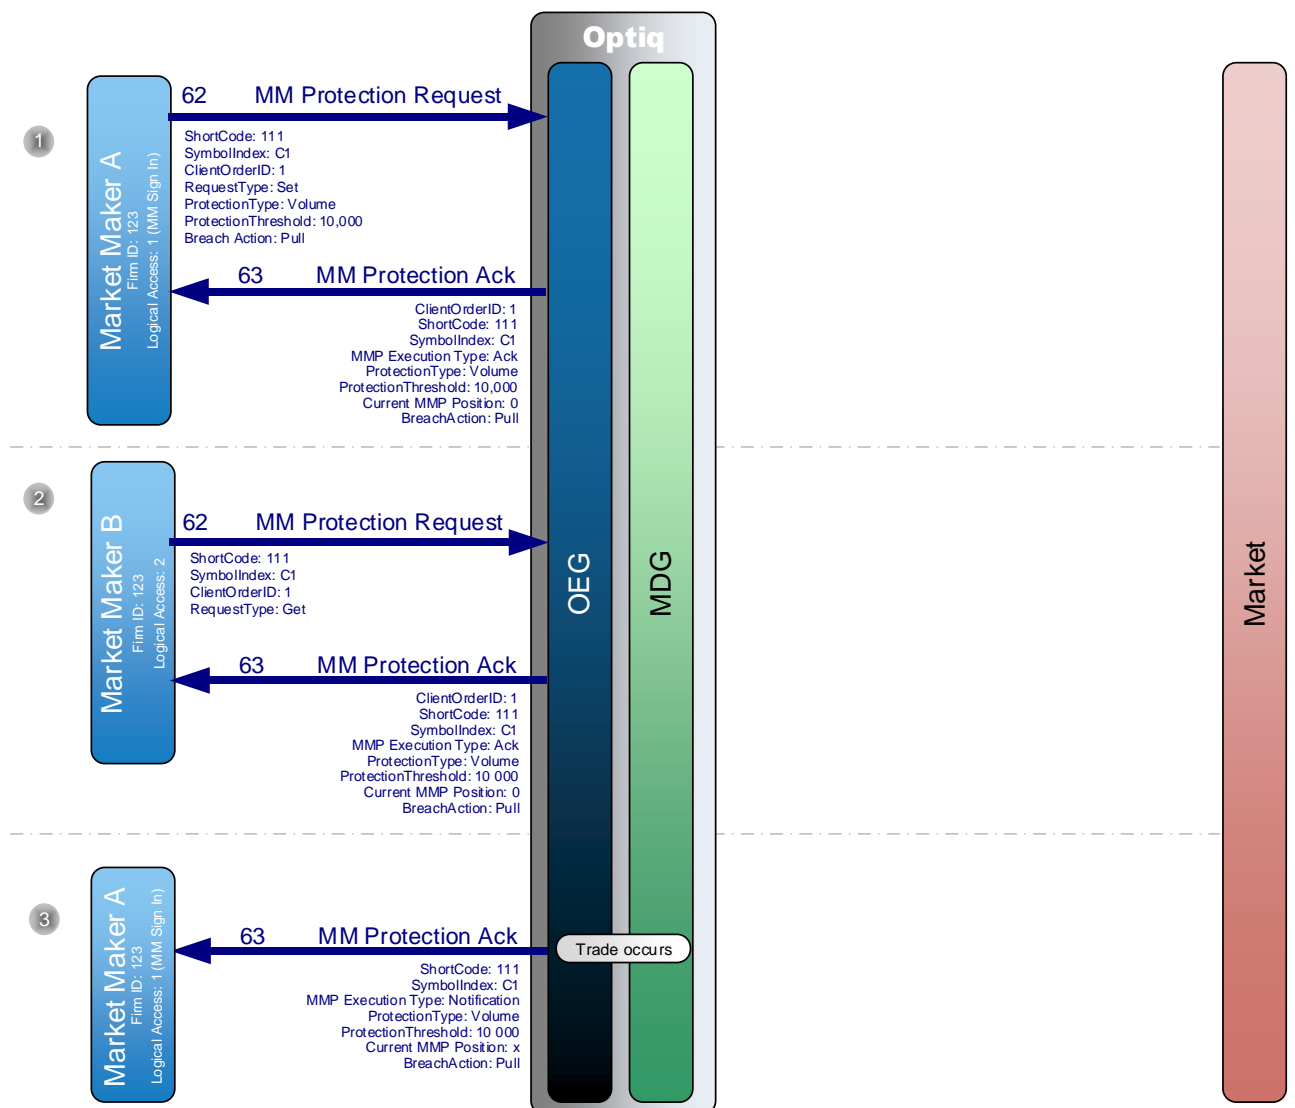 Optiq
1
Market Maker A
Firm ID: 123
Logical Access: 1 (MM Sign In)
62 MM Protection Request
ShortCode: 111
SymbolIndex: C1
ClientOrderID: 1
RequestType: Set
ProtectionType: Volume
ProtectionThreshold: 10,000
Breach Action: Pull
63 MM Protection Ack
ClientOrderID: 1
ShortCode: 111
SymbolIndex: C1
MMP Execution Type: Ack
ProtectionType: Volume
ProtectionThreshold: 10,000
Current MMP Position: 0
BreachAction: Pull
2
Market Maker B
Firm ID: 123
Logical Access: 2
62 MM Protection Request
ShortCode: 111
SymbolIndex: C1
ClientOrderID: 1
RequestType: Get
63 MM Protection Ack
ClientOrderID: 1
ShortCode: 111
SymbolIndex: C1
MMP Execution Type: Ack
ProtectionType: Volume
ProtectionThreshold: 10 000
Current MMP Position: 0
BreachAction: Pull
OEG
MDG
Market
3
Market Maker A
Firm ID: 123
Logical Access: 1 (MM Sign In)
63 MM Protection Ack
Trade occurs
ShortCode: 111
SymbolIndex: C1
MMP Execution Type: Notification
ProtectionType: Volume
ProtectionThreshold: 10 000
Current MMP Position: x
BreachAction: Pull